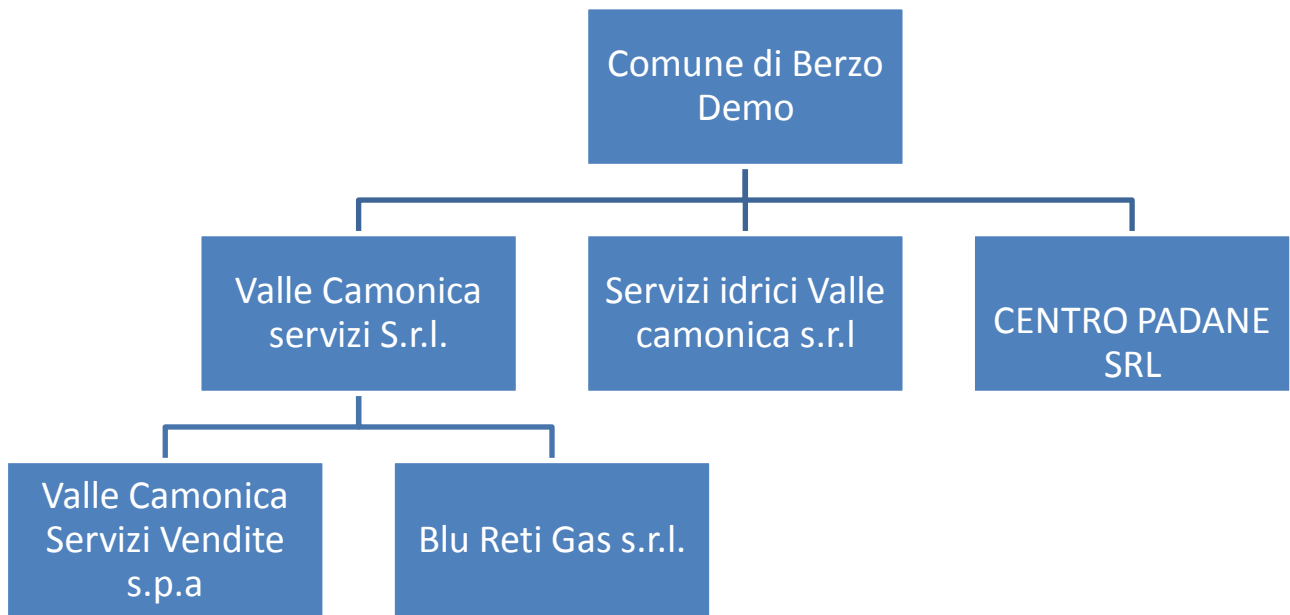 Comune di Berzo
Demo
Valle Camonica
servizi S.r.l.
Servizi idrici Valle
camonica s.r.l
CENTRO PADANE
SRL
Valle Camonica
Servizi Vendite
s.p.a
Blu Reti Gas s.r.l.